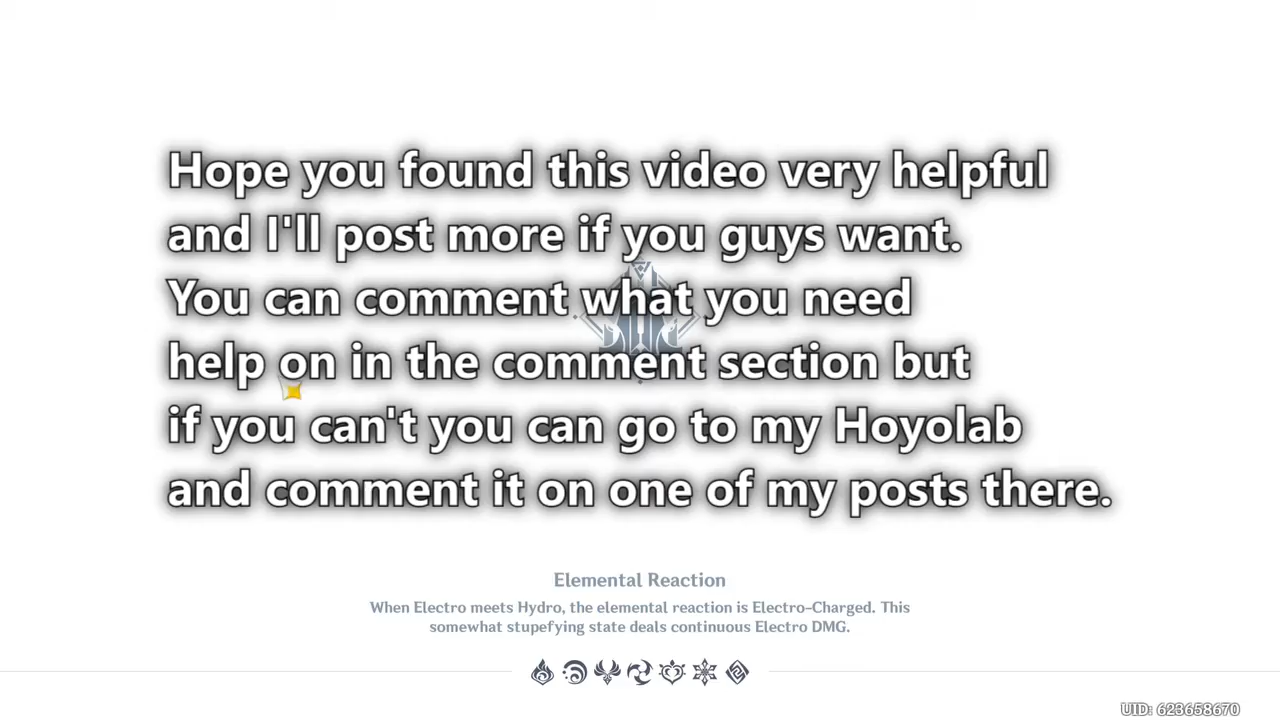 Hope you found this video very helpful
and I'll post more if you guys want.
You can comment what you need
help on in the comment section but
if you can't you can go to my Hoyolab
and comment it on one of my posts there.
Elemental Reaction
When Electro meets Hydro, the elemental reaction is Electro-Charged. This
somewhat stupefying state deals continuous Electro DMG.
UID: 623658670